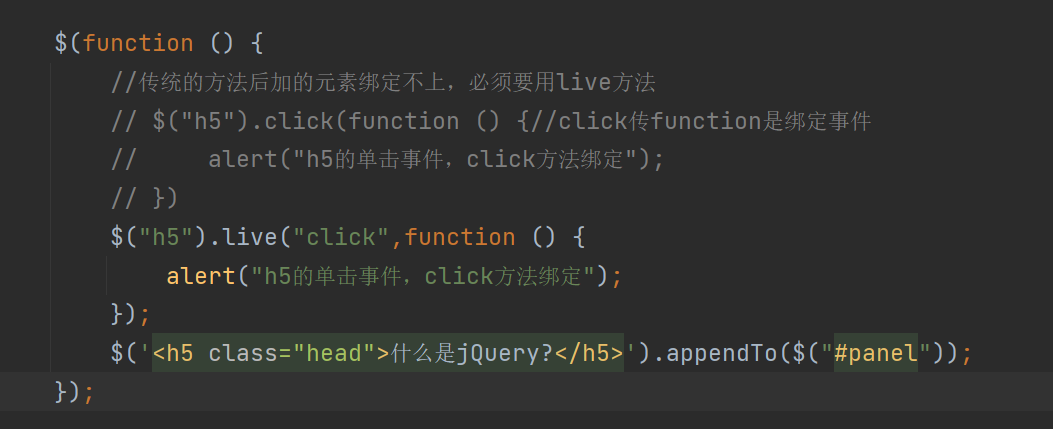 $(function () {
//传统的方法后加的元素绑定不上，必须要用live方法
// $("h5").click(function () {//click传function是绑定事件
//     alert("h5的单击事件，click方法绑定");
// })
$("h5").live("click",function () {
alert("h5的单击事件，click方法绑定");
});
$('<h5 class="head">什么是jQuery?</h5>').appendTo($("#panel"));
});